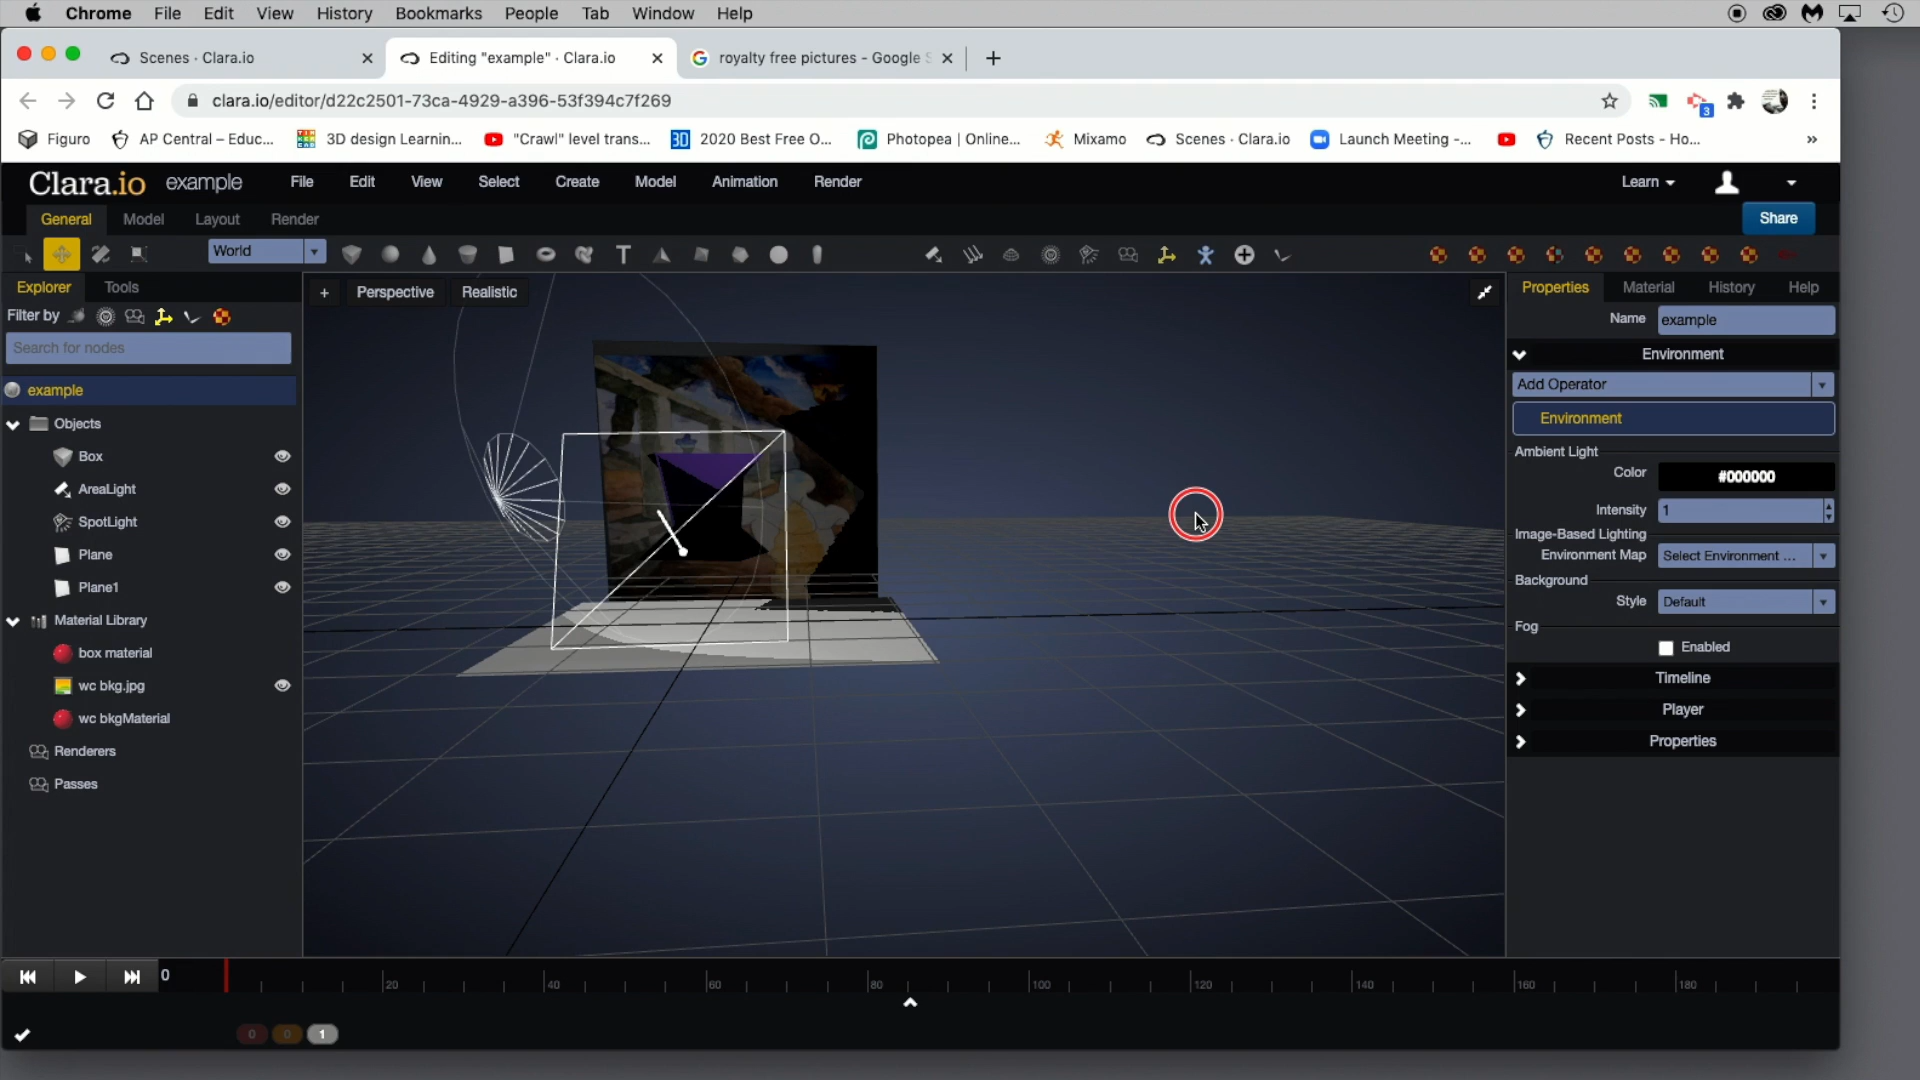 Chrome File Edit View History Bookmarks People Tab Window Help
Scenes · Clara.io Editing "example" · Clara.io royalty free pictures - Google
clara.io/editor/d22c2501-73ca-4929-a396-53f394c7f269
3
Figuro AP Central – Educ... 3D design Learnin... "Crawl" level trans... 2020 Best Free O... Photopea | Online... Mixamo Scenes · Clara.io Launch Meeting -... Recent Posts - Ho... »
Clara.io example File Edit View Select Create Model Animation Render Learn
General Model Layout Render Share
World
Explorer Tools
+ Perspective Realistic
Properties Material History Help
Filter by
Name example
Search for nodes
Environment
example
Add Operator
Objects
Environment
Box
Ambient Light
Color #000000
AreaLight
Intensity 1
SpotLight
Image-Based Lighting
Plane
Environment Map Select Environment ...
Background
Plane1
Style Default
Material Library
Fog
Enabled
box material
Timeline
wc bkg.jpg
Player
wc bkgMaterial
Properties
Renderers
Passes
0 20 40 60 80 100 120 140 160 180
0 0 1